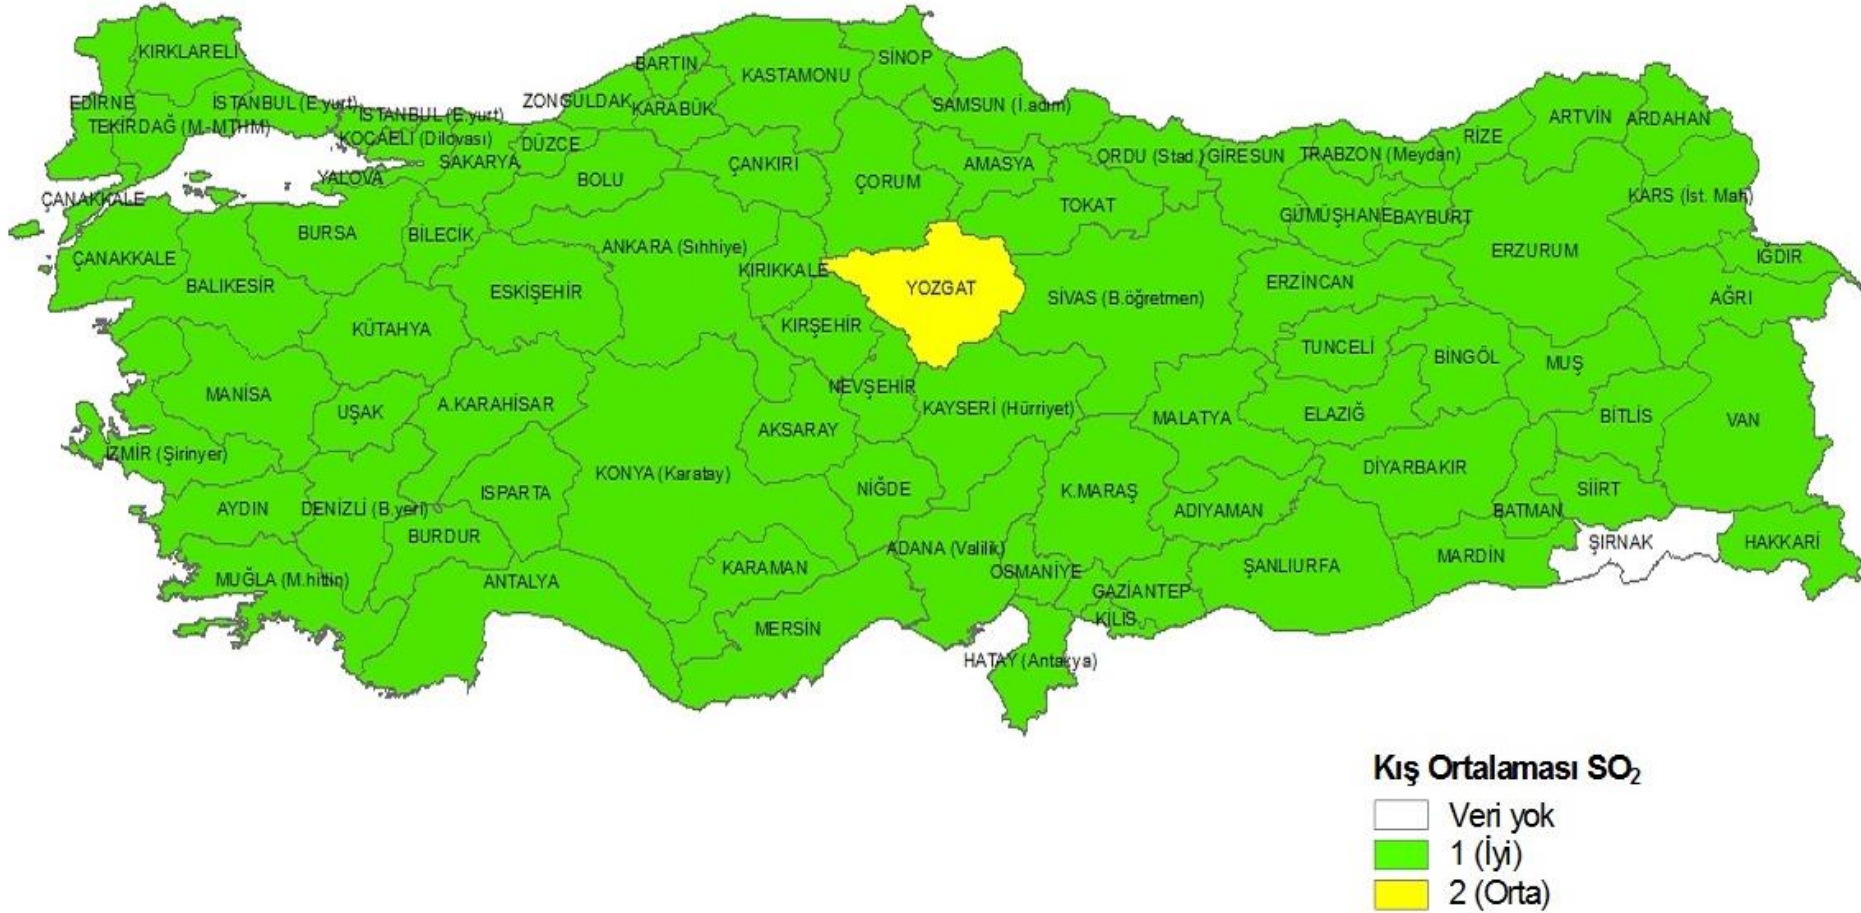 KIRKLARELİ
EDİRNE
İSTANBUL (E.yurt)
İSTANBUL (E.yurt)
TEKİRDAĞ (M.-MTHM)
KOCAELİ (Dilovası)
SAKARYA
DÜZCE
YALOVA
ZONGULDAK
BARTIN
KARABÜK
KASTAMONU
SİNOP
SAMSUN (İ.adım)
BOLU
ÇANKIRI
ÇORUM
AMASYA
ORDU (Stad.)
GİRESUN
TRABZON (Meydan)
RİZE
ARTVİN
ARDAHAN
ÇANAKKALE
ÇANAKKALE
BURSA
BİLECİK
ANKARA (Sıhhiye)
TOKAT
GÜMÜŞHANE
BAYBURT
KARS (İst. Mah)
ERZURUM
IĞDIR
BALIKESİR
ESKİŞEHİR
KIRIKKALE
YOZGAT
SİVAS (B.öğretmen)
ERZİNCAN
AĞRI
KÜTAHYA
KIRŞEHİR
TUNCELİ
BİNGÖL
MUŞ
MANİSA
UŞAK
A.KARAHİSAR
NEVŞEHİR
KAYSERİ (Hürriyet)
MALATYA
ELAZIĞ
BİTLİS
VAN
AKSARAY
İZMİR (Şirinyer)
KONYA (Karatay)
DİYARBAKIR
ISPARTA
NİĞDE
K.MARAŞ
SİİRT
AYDIN
DENİZLİ (B.yeri)
ADIYAMAN
BATMAN
BURDUR
ADANA (Valilik)
ŞIRNAK
HAKKARİ
MARDİN
MUĞLA (M.hittin)
ANTALYA
KARAMAN
OSMANİYE
GAZİANTEP
ŞANLIURFA
KİLİS
MERSİN
HATAY (Antakya)
Kış Ortalaması SO₂
Veri yok
1 (İyi)
2 (Orta)